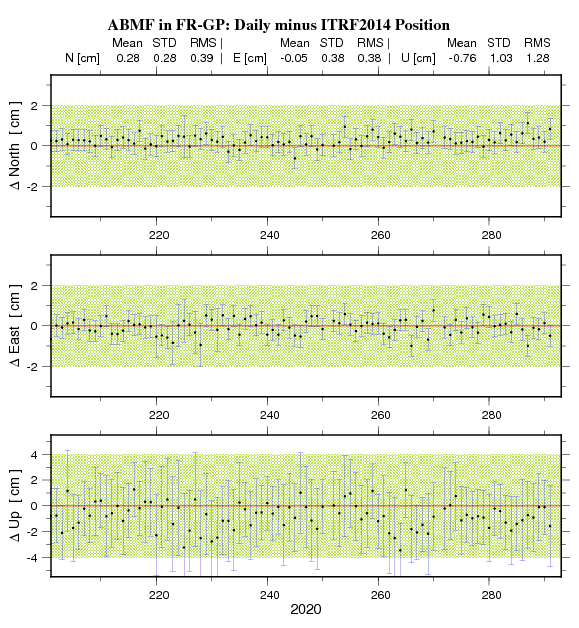 ABMF in FR-GP: Daily minus ITRF2014 Position
Mean STD RMS | Mean STD RMS | Mean STD RMS
N [cm] 0.28 0.28 0.39 | E [cm] -0.05 0.38 0.38 | U [cm] -0.76 1.03 1.28
Δ North [ cm ]
2
0
-2
220 240 260 280
Δ East [ cm ]
2
0
-2
220 240 260 280
Δ Up [ cm ]
4
2
0
-2
-4
220 240 260 280
2020